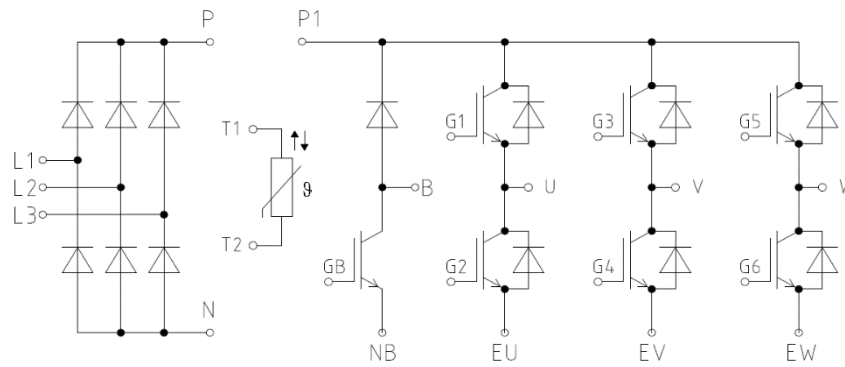 P P1
T1 G1 G3 G5
L1
L2 B U V W
L3 ϑ
T2
GB G2 G4 G6
N
NB EU EV EW